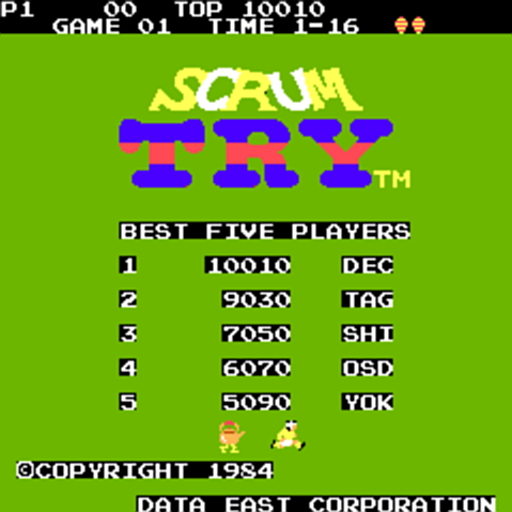 P1 00 TOP 10010
GAME 01 TIME 1-16
SCRUM
TRY TM
BEST FIVE PLAYERS
1 10010 DEC
2 9030 TAG
3 7050 SHI
4 6070 OSD
5 5090 YOK
©COPYRIGHT 1984
DATA EAST CORPORATION